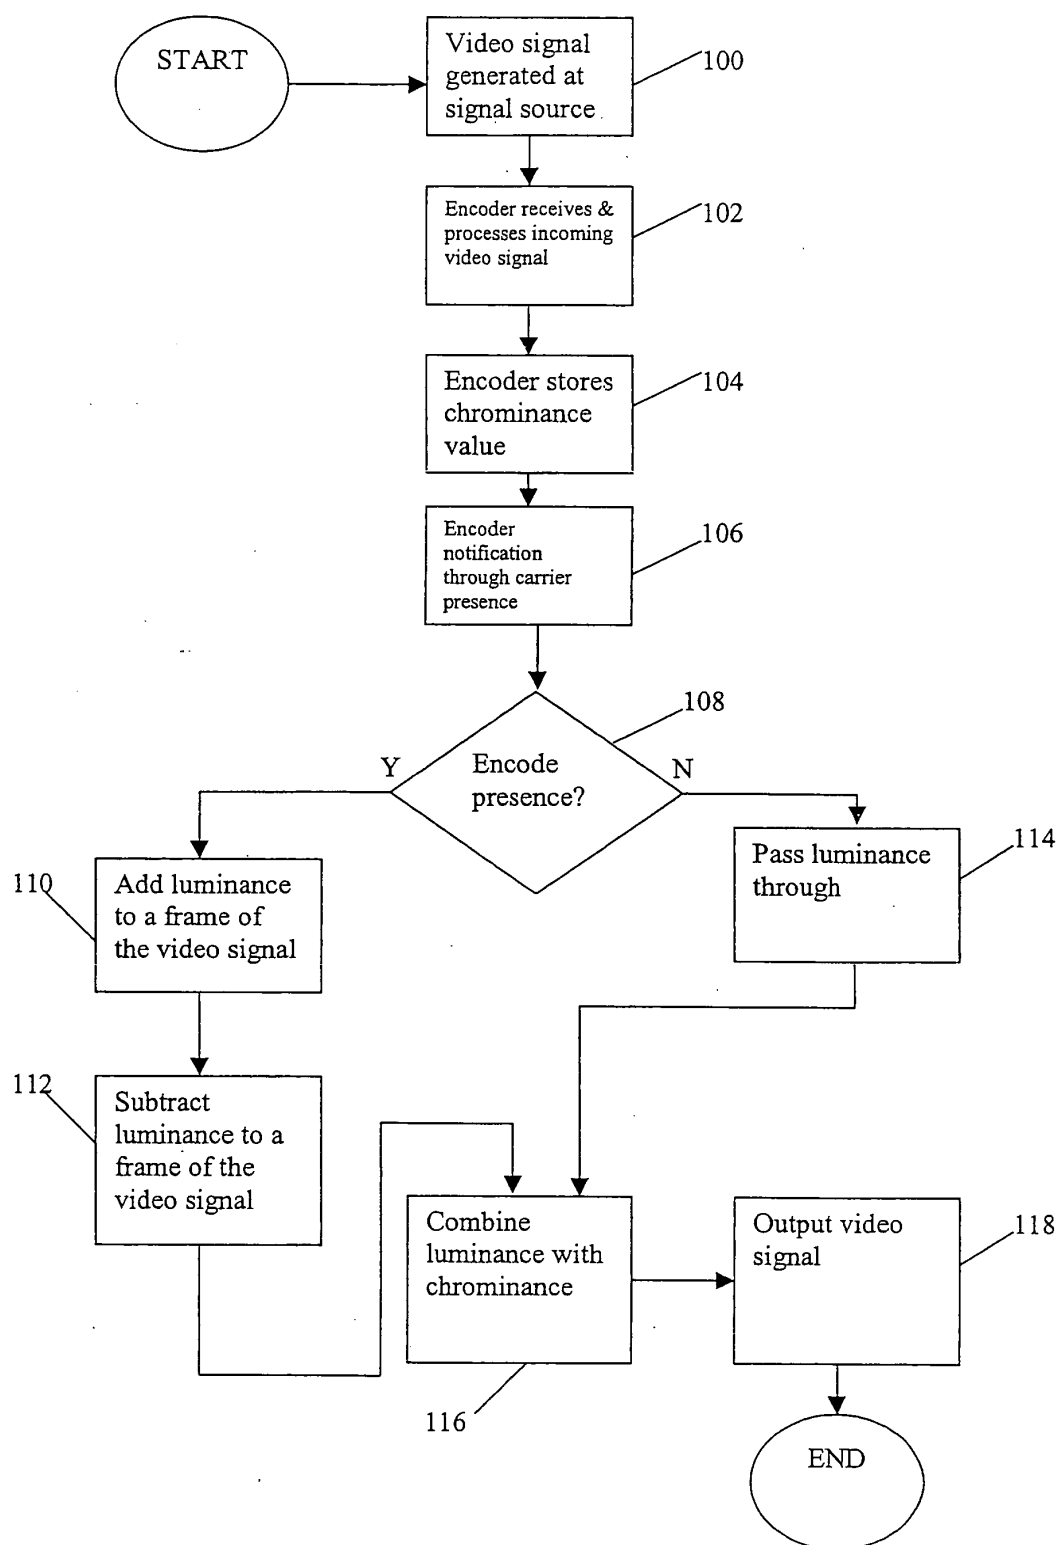 START
Video signal
generated at
signal source
100
Encoder receives &
processes incoming
video signal
102
Encoder stores
chrominance
value
104
Encoder
notification
through carrier
presence
106
108
Y
Encode
presence?
N
110
Add luminance
to a frame of
the video signal
Pass luminance
through
114
112
Subtract
luminance to a
frame of the
video signal
Combine
luminance with
chrominance
116
Output video
signal
118
END